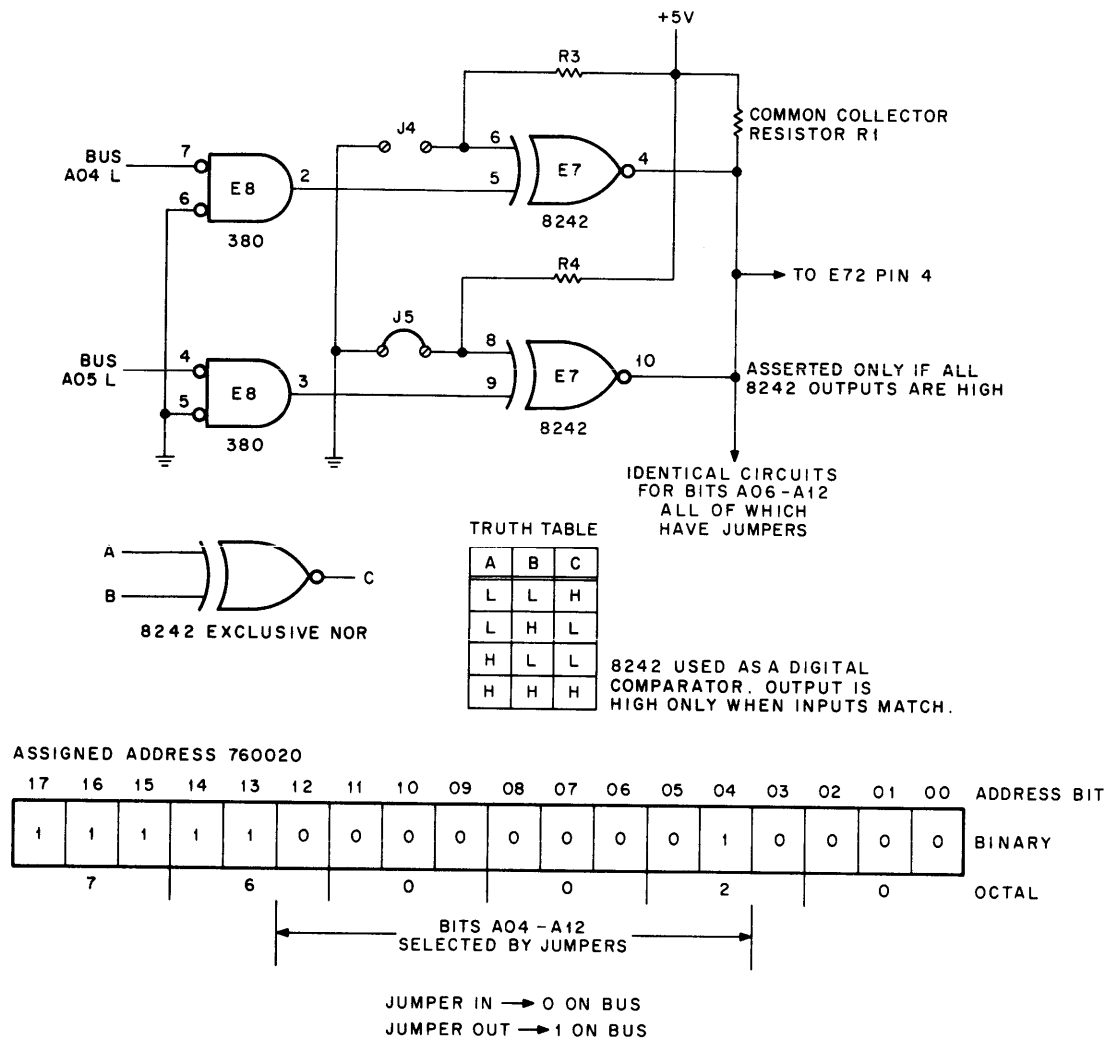 +5V
R3
COMMON COLLECTOR
RESISTOR R1
J4
BUS
A04 L
7
6
E8
2
380
6
5
E7
4
8242
R4
TO E72 PIN 4
J5
BUS
A05 L
4
5
E8
3
380
8
9
E7
10
8242
ASSERTED ONLY IF ALL
8242 OUTPUTS ARE HIGH
IDENTICAL CIRCUITS
FOR BITS A06-A12
ALL OF WHICH
HAVE JUMPERS
A
B
C
8242 EXCLUSIVE NOR
TRUTH TABLE
A B C
L L H
L H L
H L L
H H H
8242 USED AS A DIGITAL
COMPARATOR. OUTPUT IS
HIGH ONLY WHEN INPUTS MATCH.
ASSIGNED ADDRESS 760020
17 16 15 14 13 12 11 10 09 08 07 06 05 04 03 02 01 00 ADDRESS BIT
1 1 1 1 1 0 0 0 0 0 0 0 0 1 0 0 0 0 BINARY
7 6 0 0 2 0 OCTAL
BITS A04-A12
SELECTED BY JUMPERS
JUMPER IN → 0 ON BUS
JUMPER OUT → 1 ON BUS